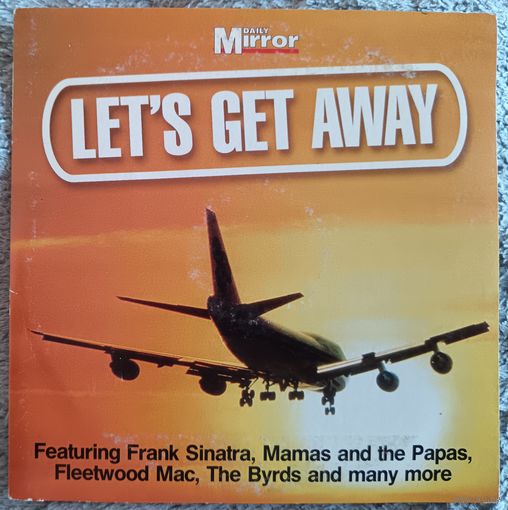 DAILY
Mirror
LET'S GET AWAY
Featuring Frank Sinatra, Mamas and the Papas,
Fleetwood Mac, The Byrds and many more